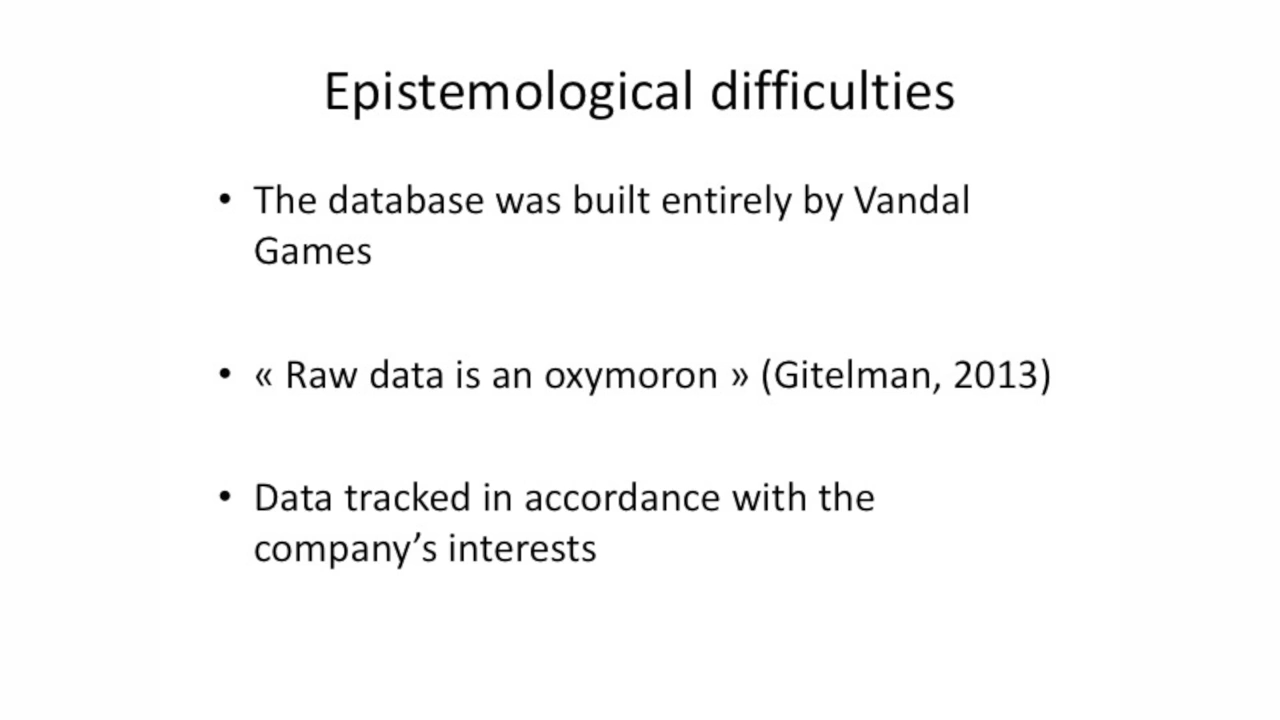 Epistemological difficulties
• The database was built entirely by Vandal
Games
• « Raw data is an oxymoron » (Gitelman, 2013)
• Data tracked in accordance with the
company’s interests